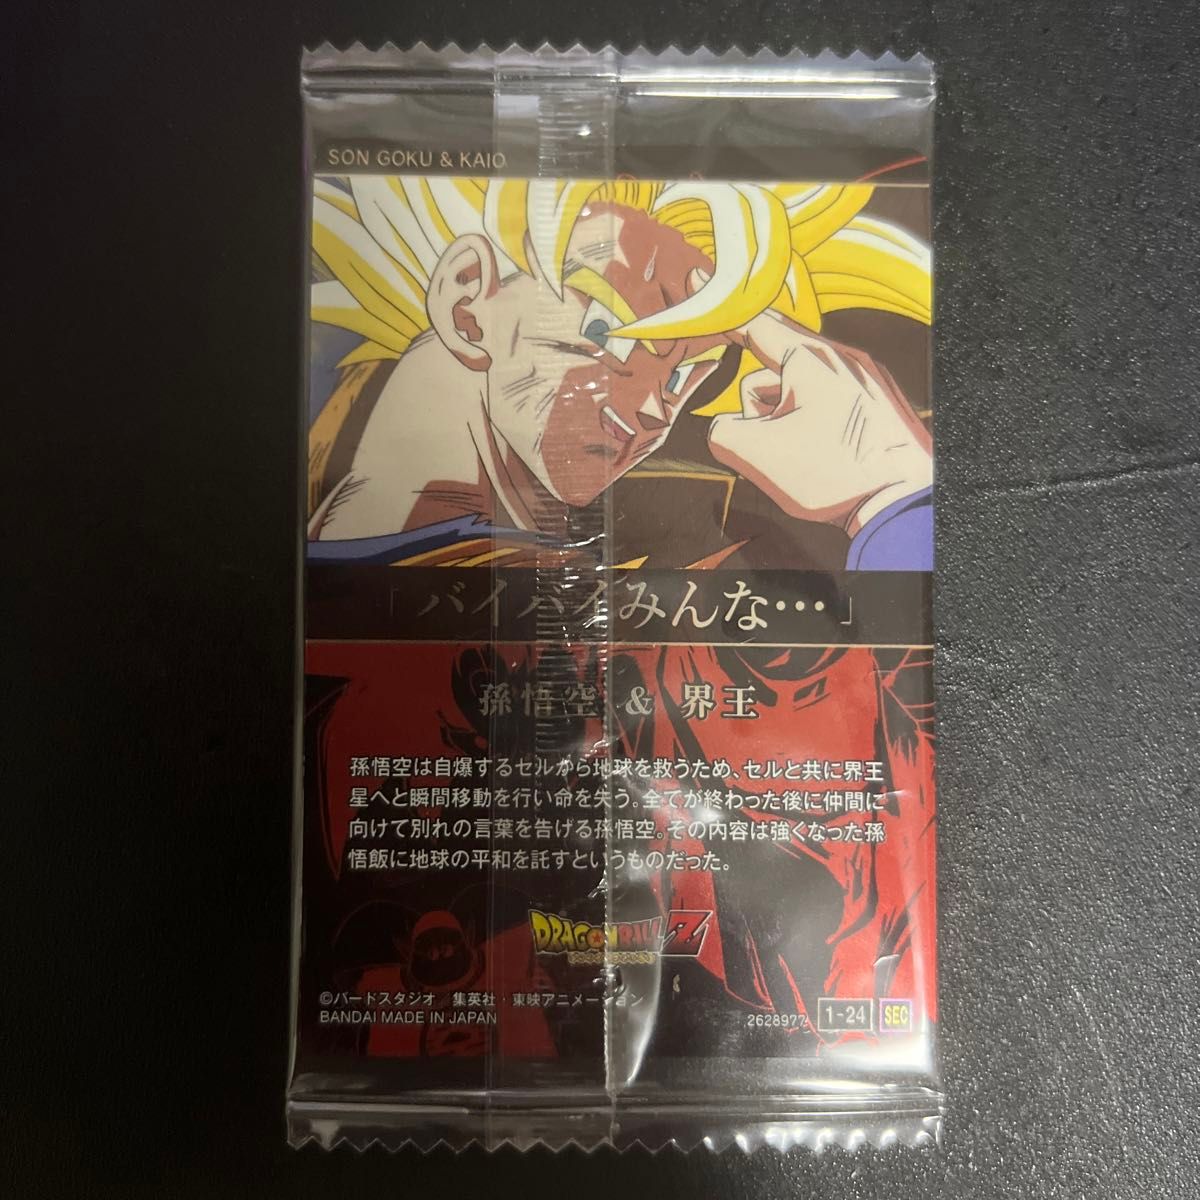 SON GOKU & KAIO
「バイバイみんな…」
孫悟空 & 界王
孫悟空は自爆するセルから地球を救うため、セルと共に界王
星へと瞬間移動を行い命を失う。全てが終わった後に仲間に
向けて別れの言葉を告げる孫悟空。その内容は強くなった孫
悟飯に地球の平和を託すというものだった。
DRAGONBALL Z
©バードスタジオ/集英社・東映アニメーション
BANDAI MADE IN JAPAN
2628977 1-24 SEC